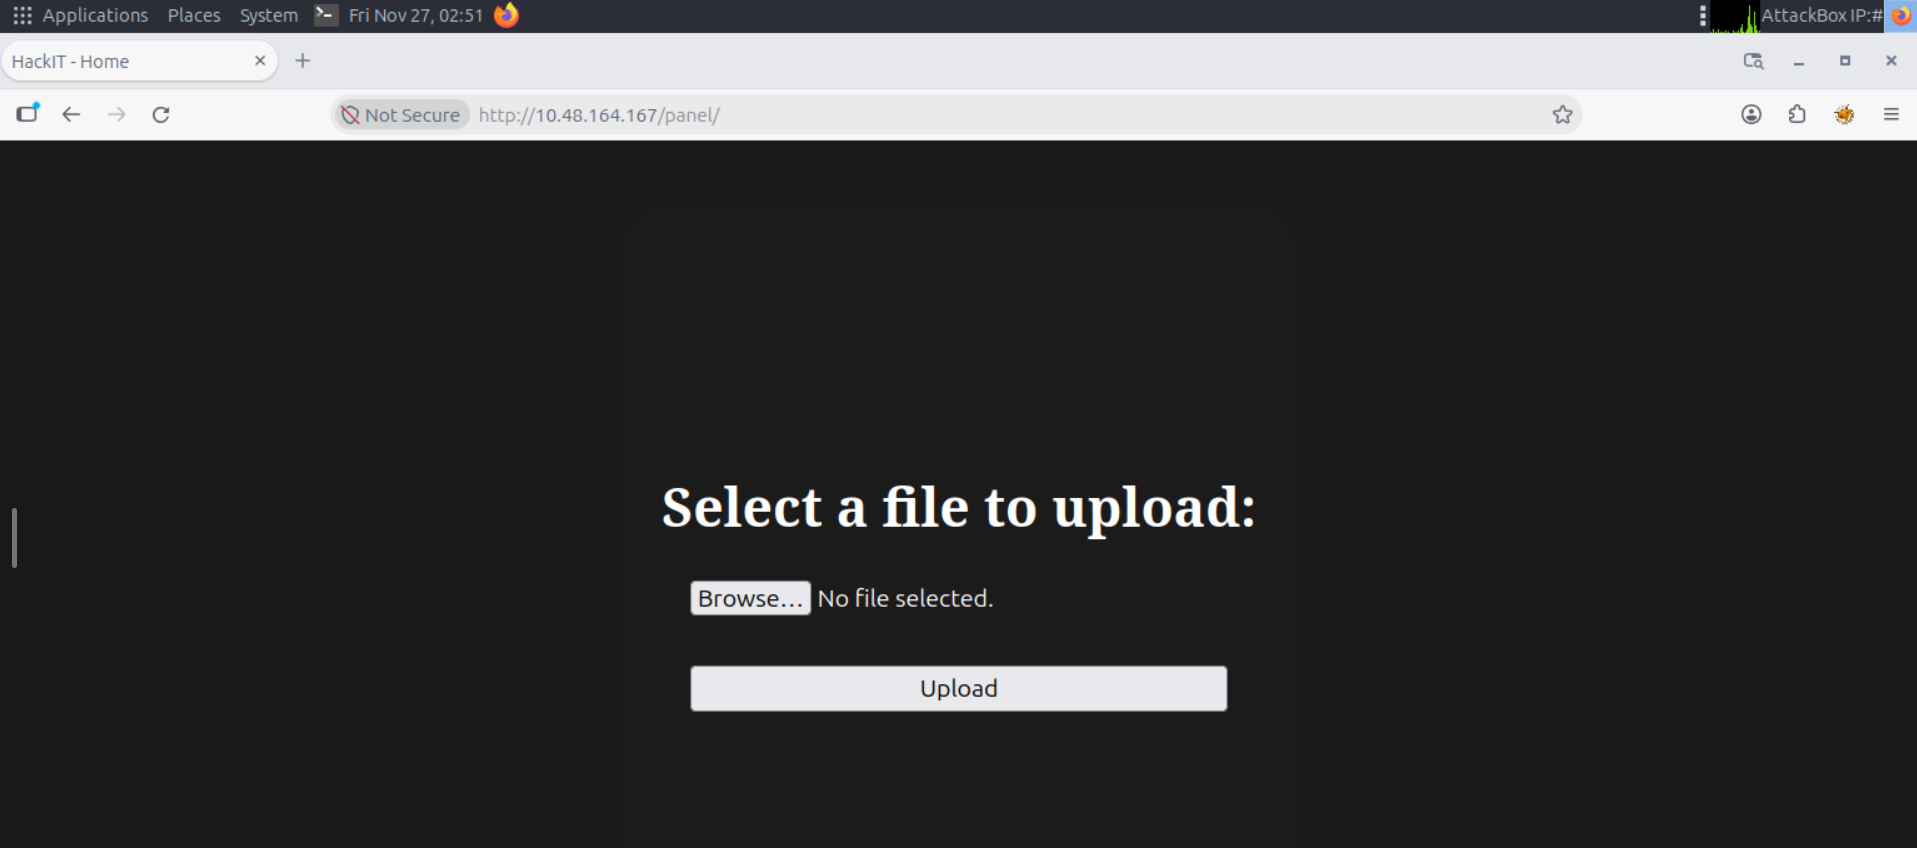 Applications Places System Fri Nov 27, 02:51 AttackBox IP:#
HackIT - Home
Not Secure http://10.48.164.167/panel/
Select a file to upload:
Browse... No file selected.
Upload